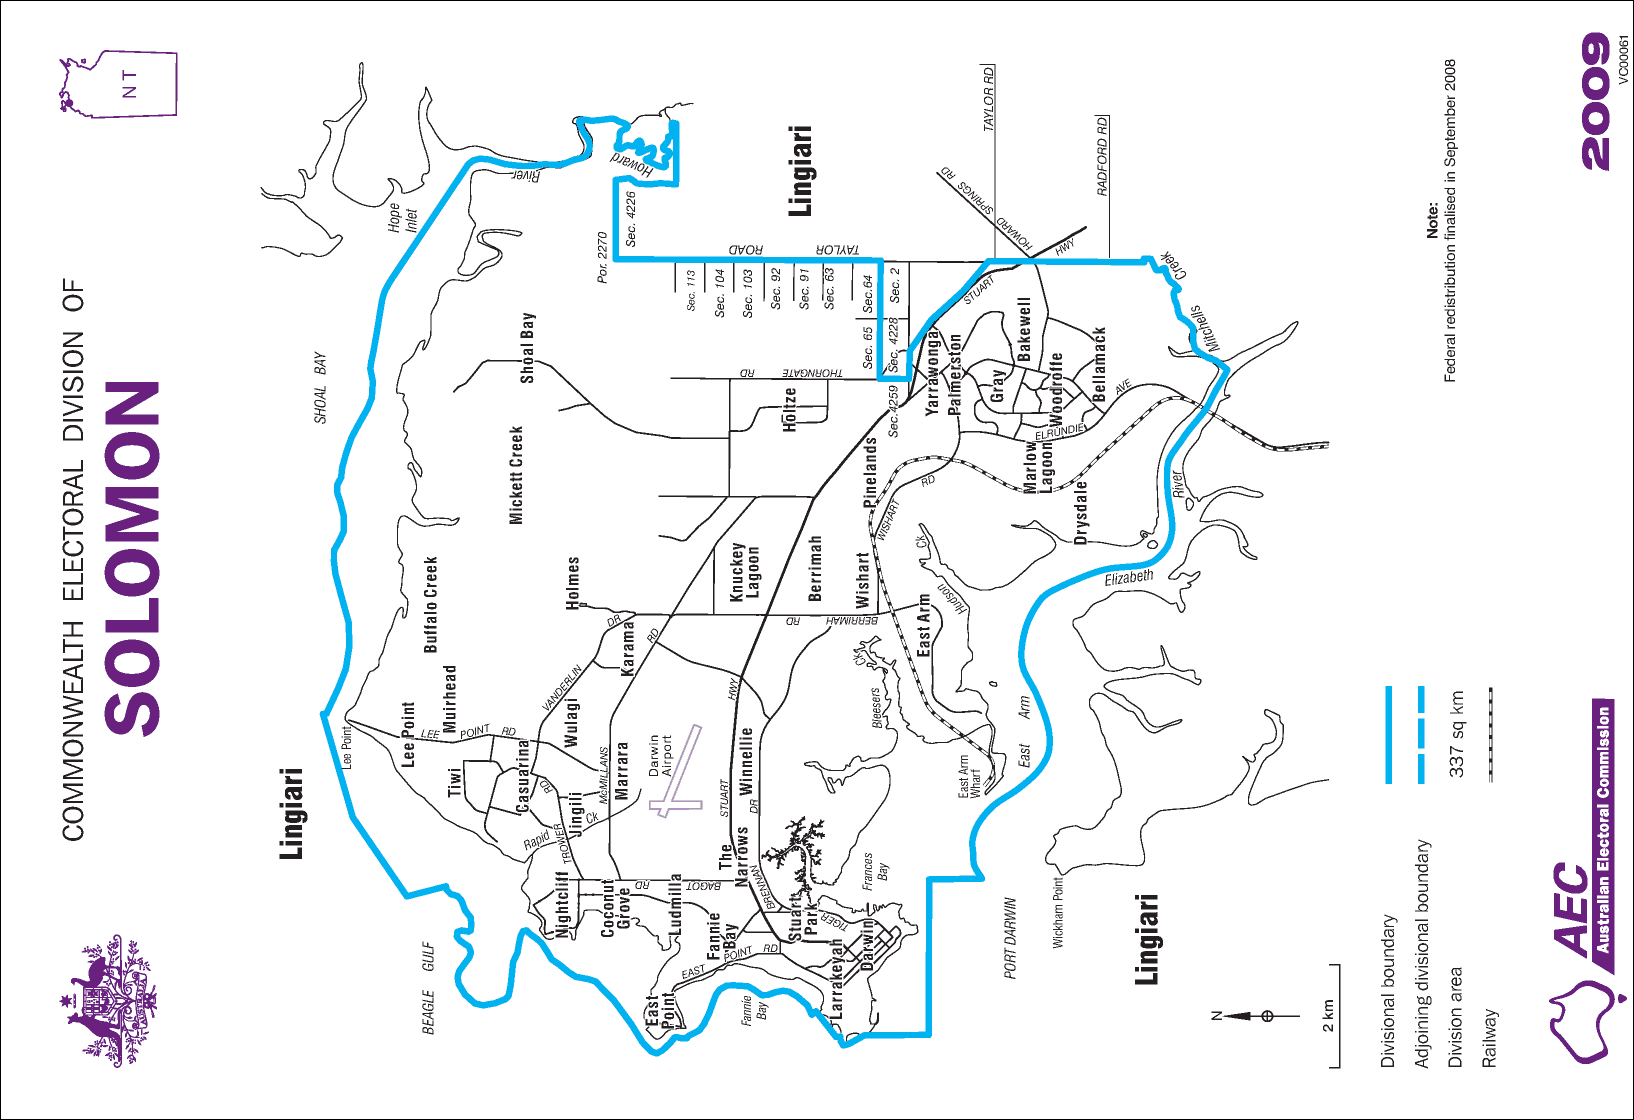 COMMONWEALTH ELECTORAL DIVISION OF
SOLOMON
N T
Lingiari
SHOAL BAY
BEAGLE GULF
Hope
Inlet
Lee Point
Lee Point
Buffalo Creek
Muirhead
LEE POINT RD
Tiwi
Casuarina
Wulagi
VANDERLIN DR
Karama
Holmes
Mickett Creek
Shoal Bay
River
Howard
Por. 2270
Sec. 4226
Lingiari
TAYLOR ROAD
Sec. 113
Sec. 104
Sec. 103
Sec. 92
Sec. 91
Sec. 63
Sec.64
Sec. 2
Sec. 65
Sec. 4228
Sec.4259
THORNGATE RD
Holtze
TAYLOR RD
RADFORD RD
HOWARD SPRINGS RD
STUART HWY
Rapid Ck
TROWER RD
Jingili
McMILLANS RD
Marrara
Darwin
Airport
Nightcliff
Coconut
Grove
BAGOT RD
Ludmilla
The
Narrows
Winnellie
STUART HWY
Knuckey
Lagoon
Berrimah
BERRIMAH RD
Wishart
Pinelands
WISHART RD
Yarrawonga
Palmerston
Gray
Bakewell
Woodroffe
Bellamack
ELRUNDIE AVE
Marlow
Lagoon
Drysdale
Mitchells Creek
Elizabeth River
Hudson Ck
East Arm
Bleesers Ck
East Arm
Wharf
East Arm
BRENNAN DR
TIGER
Stuart
Park
Frances
Bay
Fannie
Bay
EAST POINT RD
East
Point
Fannie
Bay
Larrakeyah
Darwin
PORT DARWIN
Wickham Point
Lingiari
N
2 km
Divisional boundary
Adjoining divisional boundary
Division area
337 sq km
Railway
Note:
Federal redistribution finalised in September 2008
AEC
Australian Electoral Commission
2009
VC00061